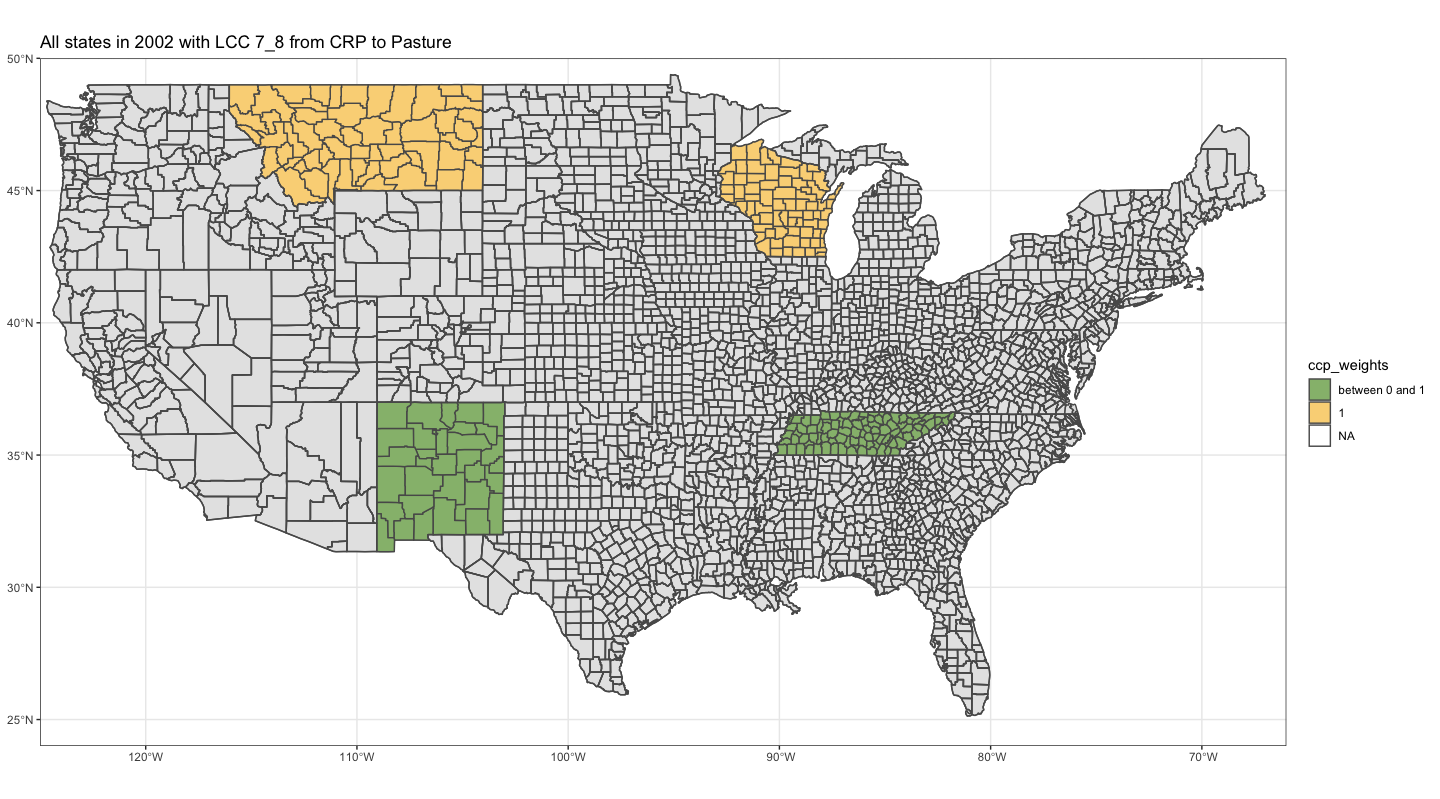 All states in 2002 with LCC 7_8 from CRP to Pasture
50°N
45°N
40°N
35°N
30°N
25°N
120°W
110°W
100°W
90°W
80°W
70°W
ccp_weights
between 0 and 1
1
NA